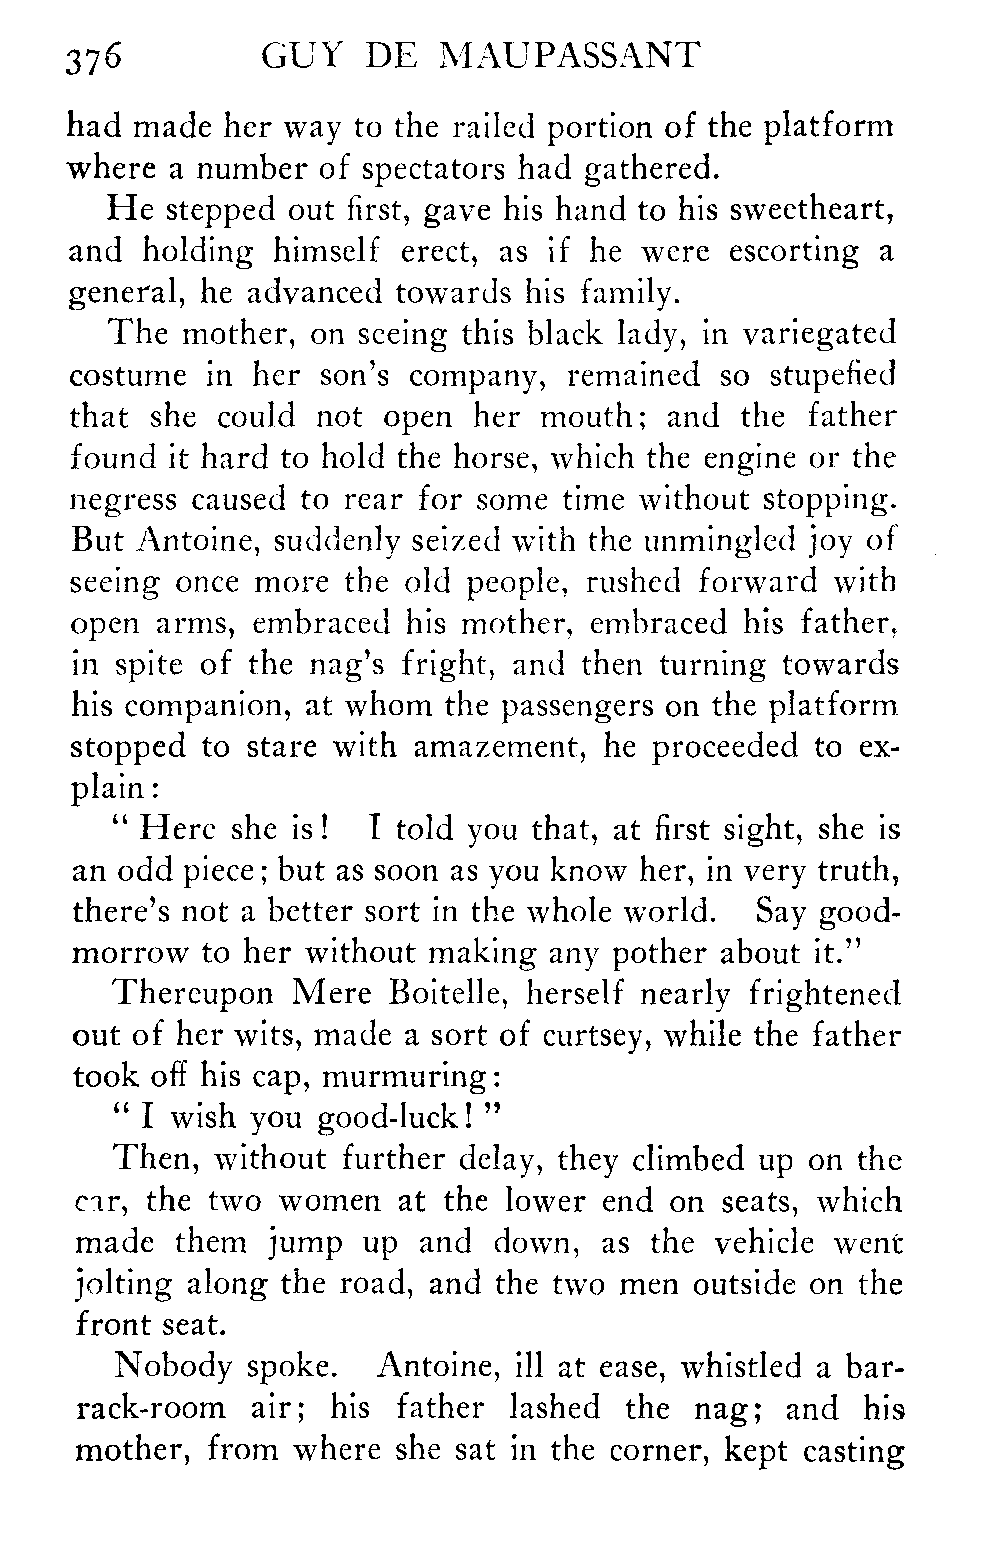 376 GUY DE MAUPASSANT
had made her way to the railed portion of the platform
where a number of spectators had gathered.
He stepped out first, gave his hand to his sweetheart,
and holding himself erect, as if he were escorting a
general, he advanced towards his family.
The mother, on seeing this black lady, in variegated
costume in her son's company, remained so stupefied
that she could not open her mouth; and the father
found it hard to hold the horse, which the engine or the
negress caused to rear for some time without stopping.
But Antoine, suddenly seized with the unmingled joy of
seeing once more the old people, rushed forward with
open arms, embraced his mother, embraced his father,
in spite of the nag's fright, and then turning towards
his companion, at whom the passengers on the platform
stopped to stare with amazement, he proceeded to ex-
plain:
" Here she is! I told you that, at first sight, she is
an odd piece; but as soon as you know her, in very truth,
there's not a better sort in the whole world. Say good-
morrow to her without making any pother about it."
Thereupon Mere Boitelle, herself nearly frightened
out of her wits, made a sort of curtsey, while the father
took off his cap, murmuring:
" I wish you good-luck! "
Then, without further delay, they climbed up on the
car, the two women at the lower end on seats, which
made them jump up and down, as the vehicle went
jolting along the road, and the two men outside on the
front seat.
Nobody spoke. Antoine, ill at ease, whistled a bar-
rack-room air; his father lashed the nag; and his
mother, from where she sat in the corner, kept casting